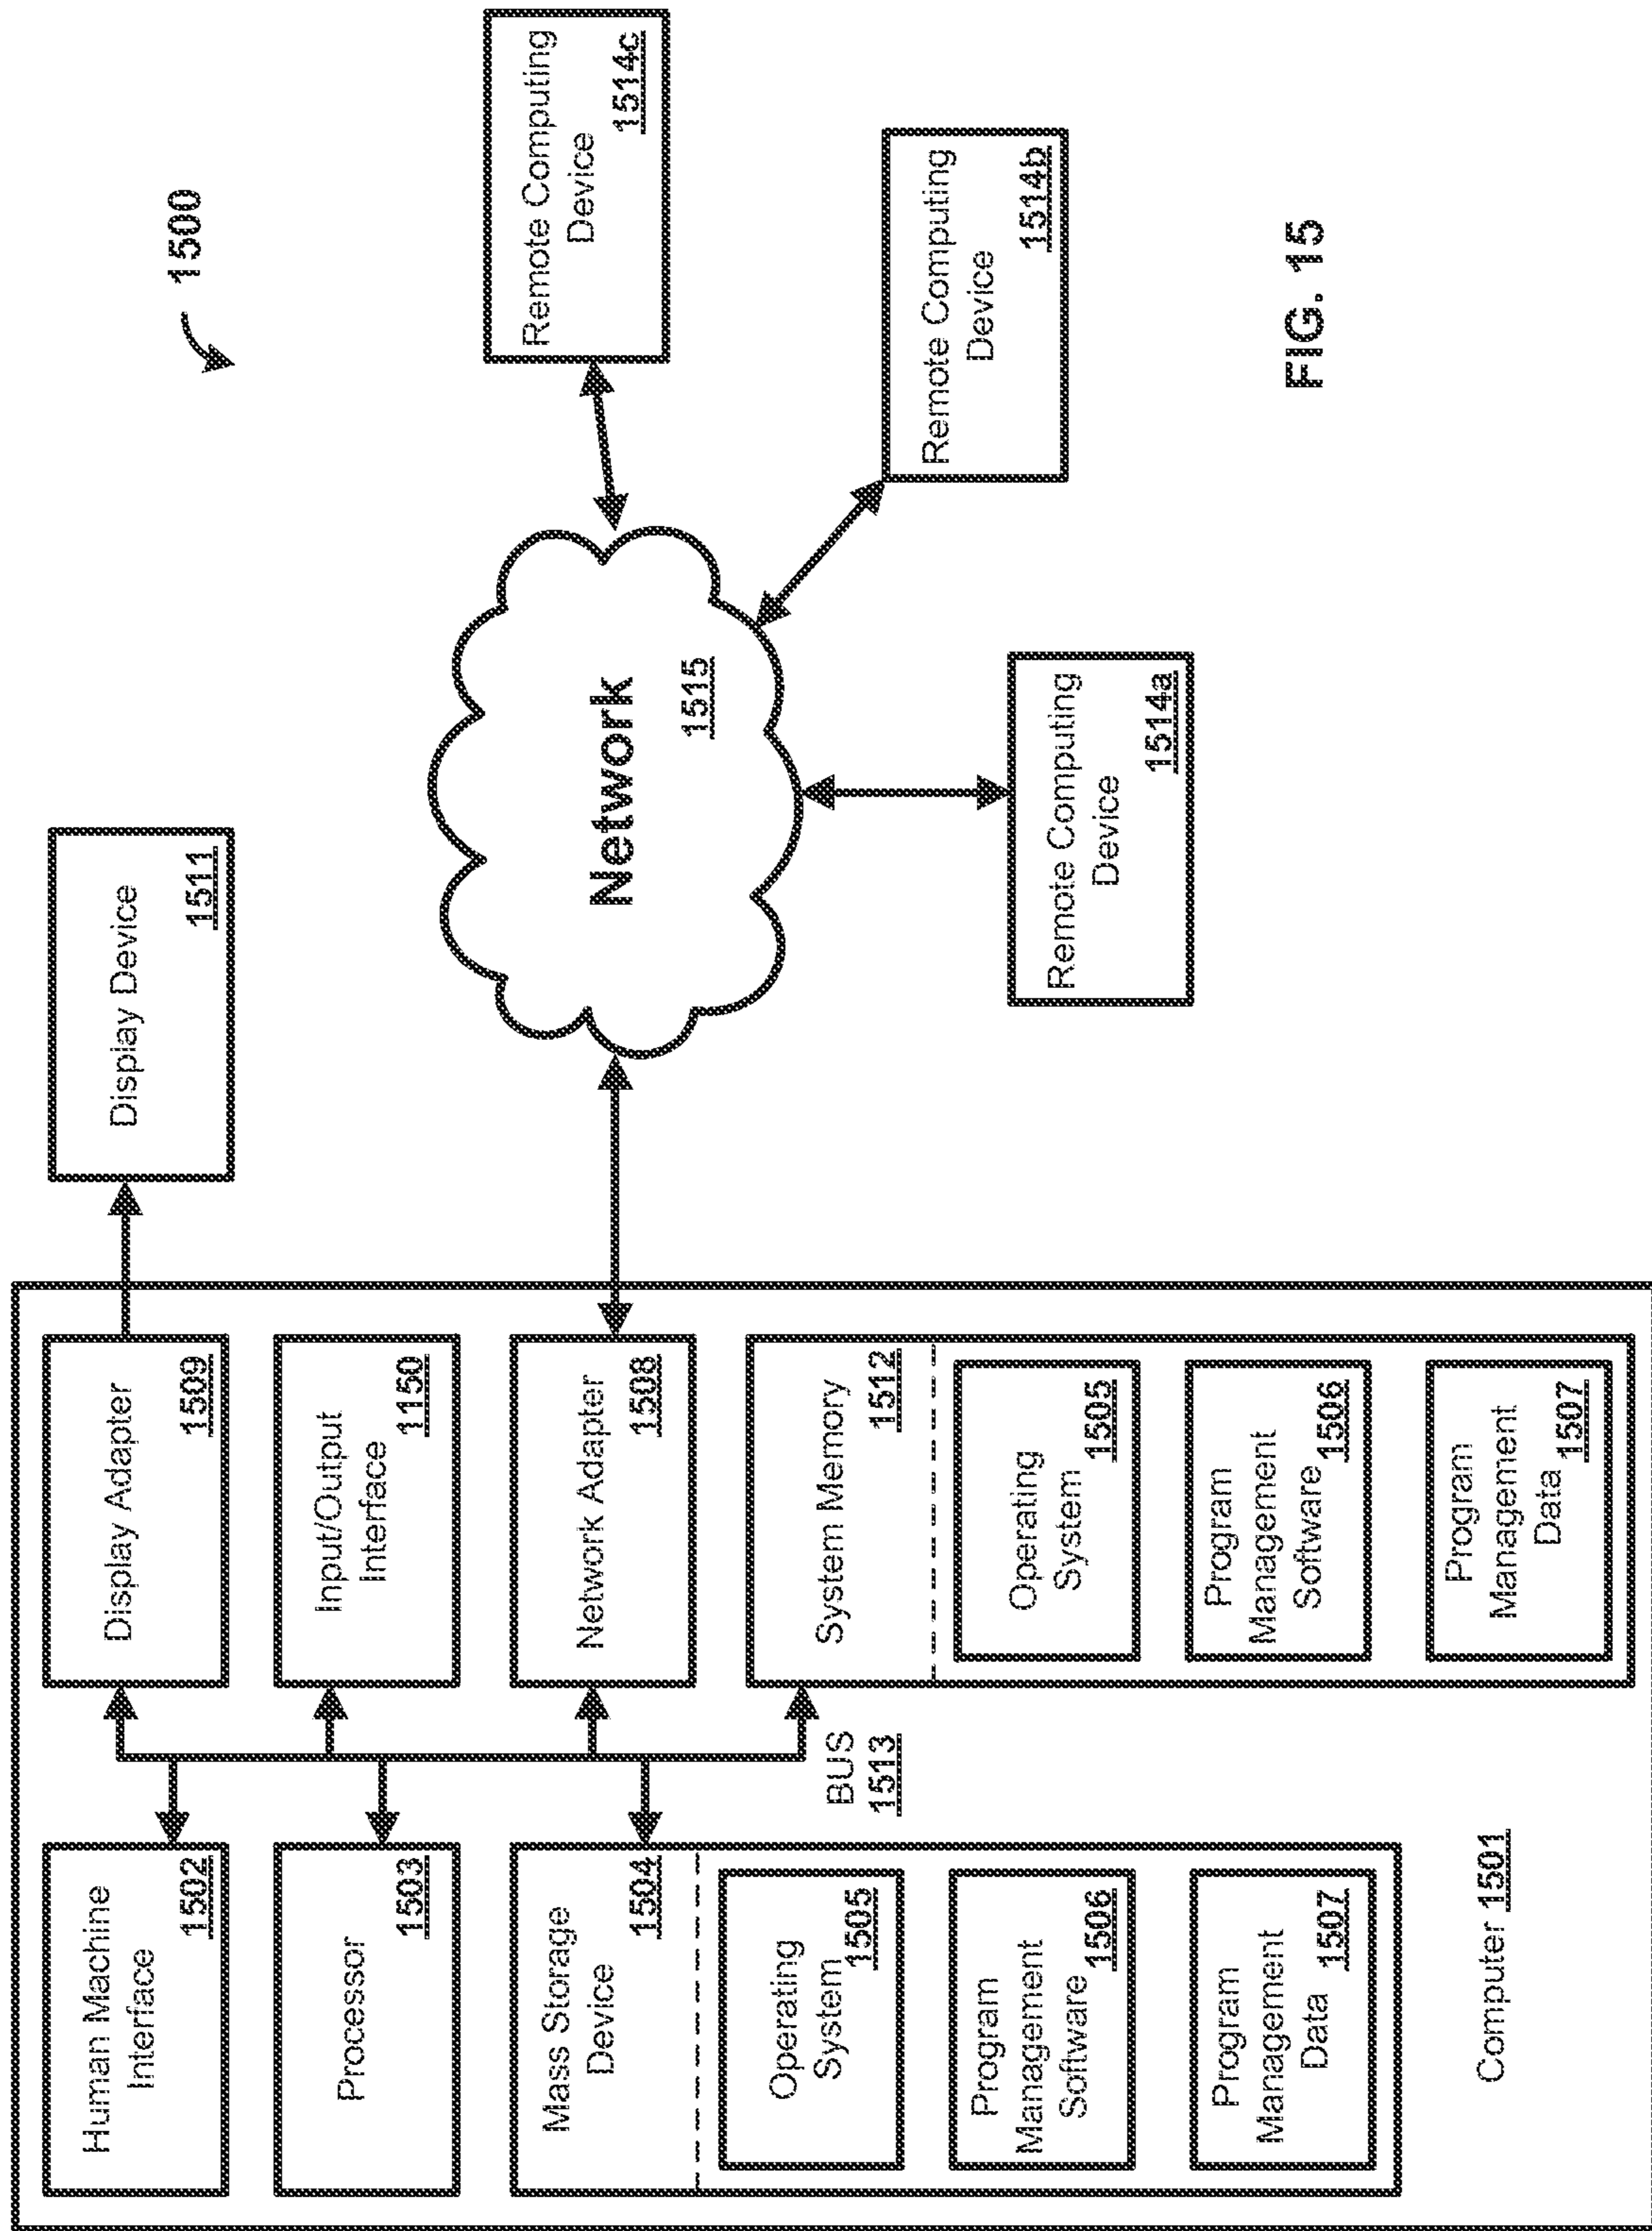 1500
Human Machine
Interface
1502
Display Adapter
1509
Display Device
1511
Processor
1503
Input/Output
Interface
1150
Mass Storage
Device
1504
Network Adapter
1508
Network
1515
Remote Computing
Device
1514c
Operating
System
1505
Program
Management
Software
1506
Program
Management
Data
1507
BUS
1513
System Memory
1512
Operating
System
1505
Program
Management
Software
1506
Program
Management
Data
1507
Remote Computing
Device
1514a
Remote Computing
Device
1514b
Computer 1501
FIG. 15